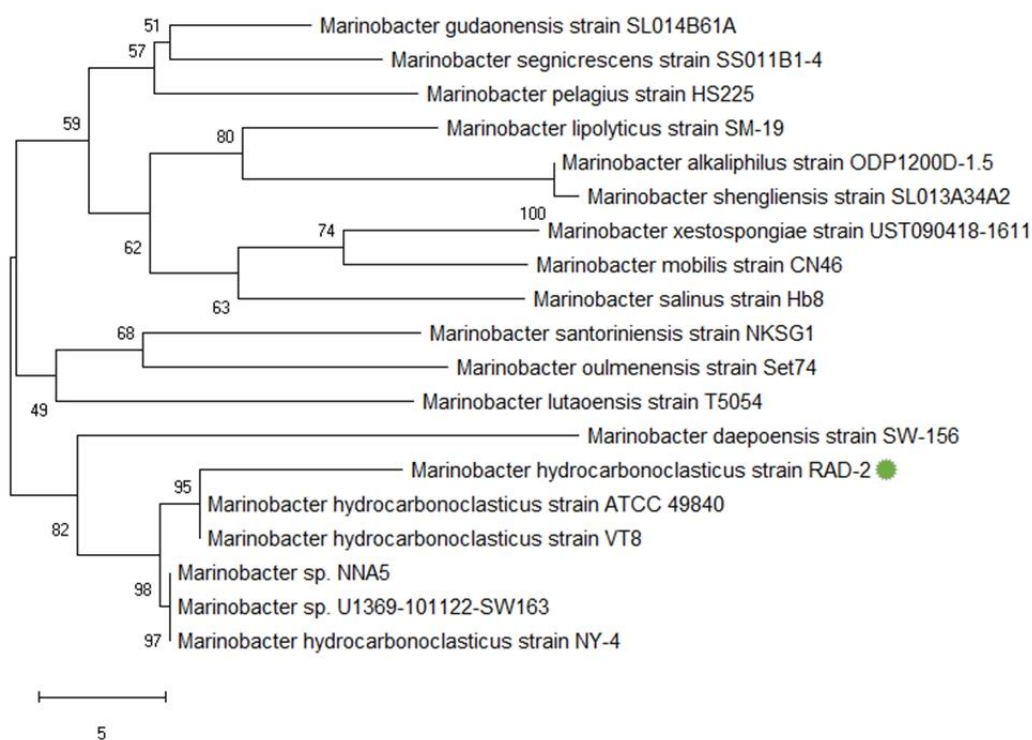 51
Marinobacter gudaonensis strain SL014B61A
57
Marinobacter segnicrescens strain SS011B1-4
Marinobacter pelagius strain HS225
59
80
Marinobacter lipolyticus strain SM-19
Marinobacter alkaliphilus strain ODP1200D-1.5
Marinobacter shengliensis strain SL013A34A2
100
74
Marinobacter xestospongiae strain UST090418-1611
62
Marinobacter mobilis strain CN46
63
Marinobacter salinus strain Hb8
68
Marinobacter santoriniensis strain NKSG1
Marinobacter oulmenensis strain Set74
49
Marinobacter lutaoensis strain T5054
Marinobacter daepoensis strain SW-156
95
Marinobacter hydrocarbonoclasticus strain RAD-2
Marinobacter hydrocarbonoclasticus strain ATCC 49840
82
Marinobacter hydrocarbonoclasticus strain VT8
Marinobacter sp. NNA5
98
Marinobacter sp. U1369-101122-SW163
97
Marinobacter hydrocarbonoclasticus strain NY-4
5